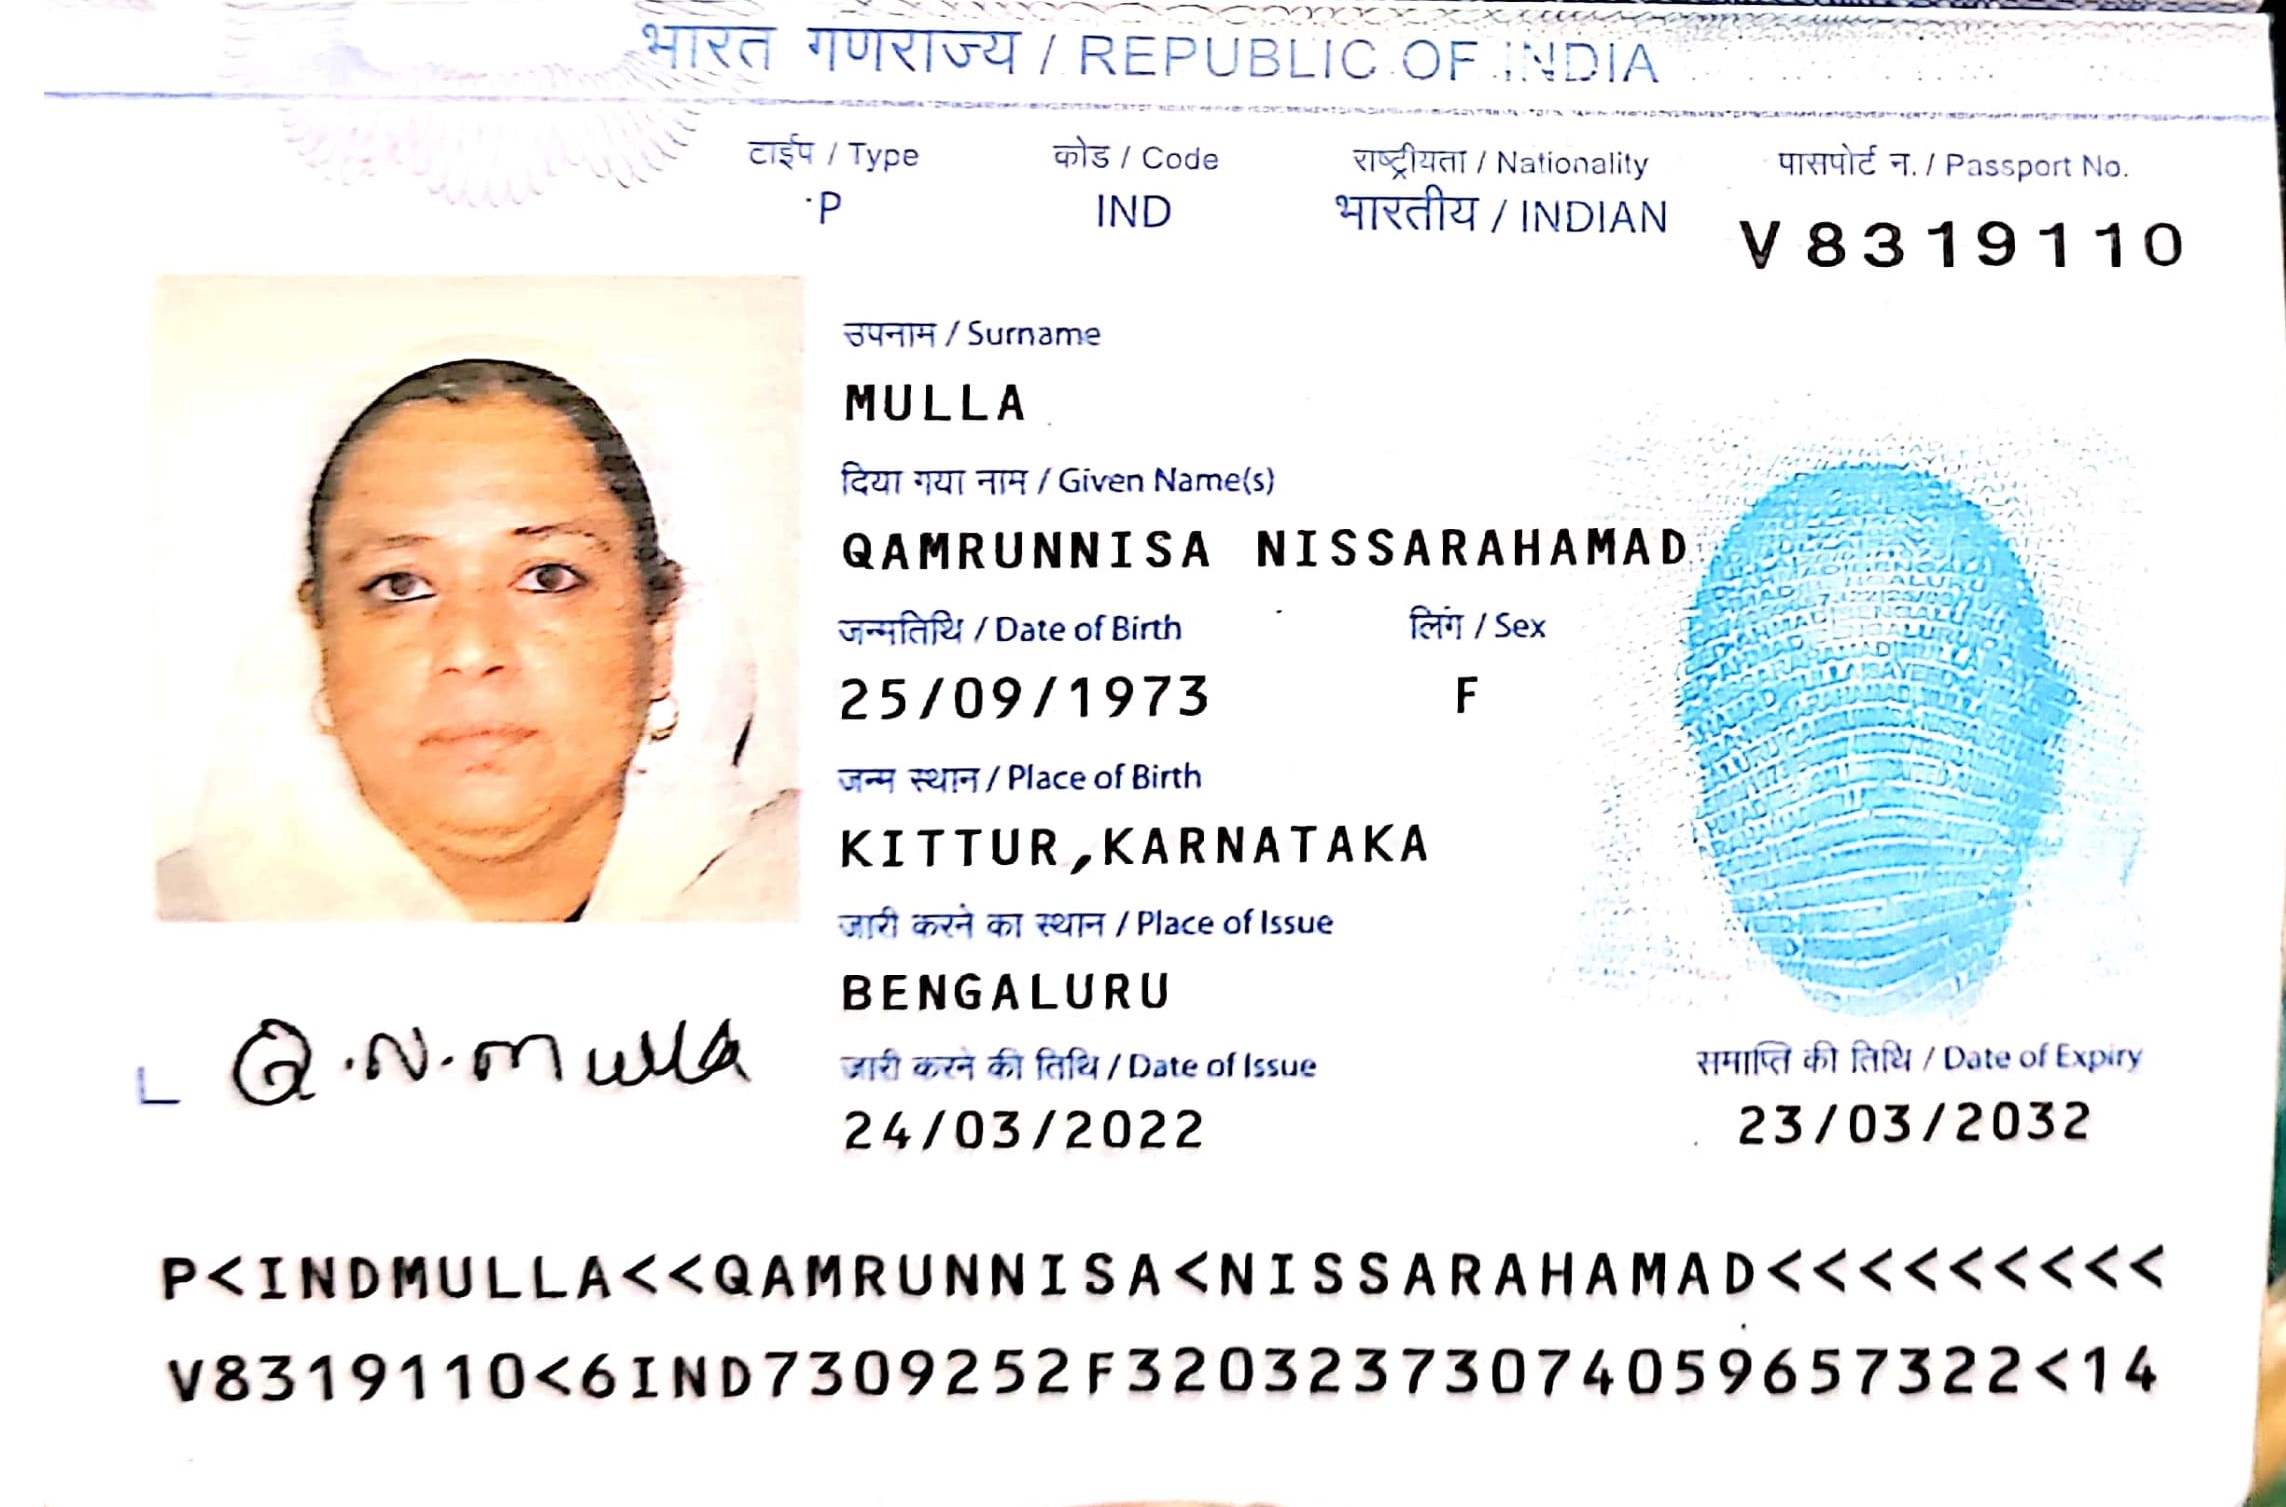 भारत गणराज्य / REPUBLIC OF INDIA
टाईप / Type कोड / Code राष्ट्रीयता / Nationality पासपोर्ट न. / Passport No.
P IND भारतीय / INDIAN V8319110
उपनाम / Surname
MULLA
दिया गया नाम / Given Name(s)
QAMRUNNISA NISSARAHAMAD
जन्मतिथि / Date of Birth लिंग / Sex
25/09/1973 F
जन्म स्थान / Place of Birth
KITTUR,KARNATAKA
जारी करने का स्थान / Place of Issue
BENGALURU
Q.N.Mulla
जारी करने की तिथि / Date of Issue समाप्ति की तिथि / Date of Expiry
24/03/2022 23/03/2032
P<INDMULLA<<QAMRUNNISA<NISSARAHAMAD<<<<<<<<<
V8319110<6IND7309252F32032373074059657322<14